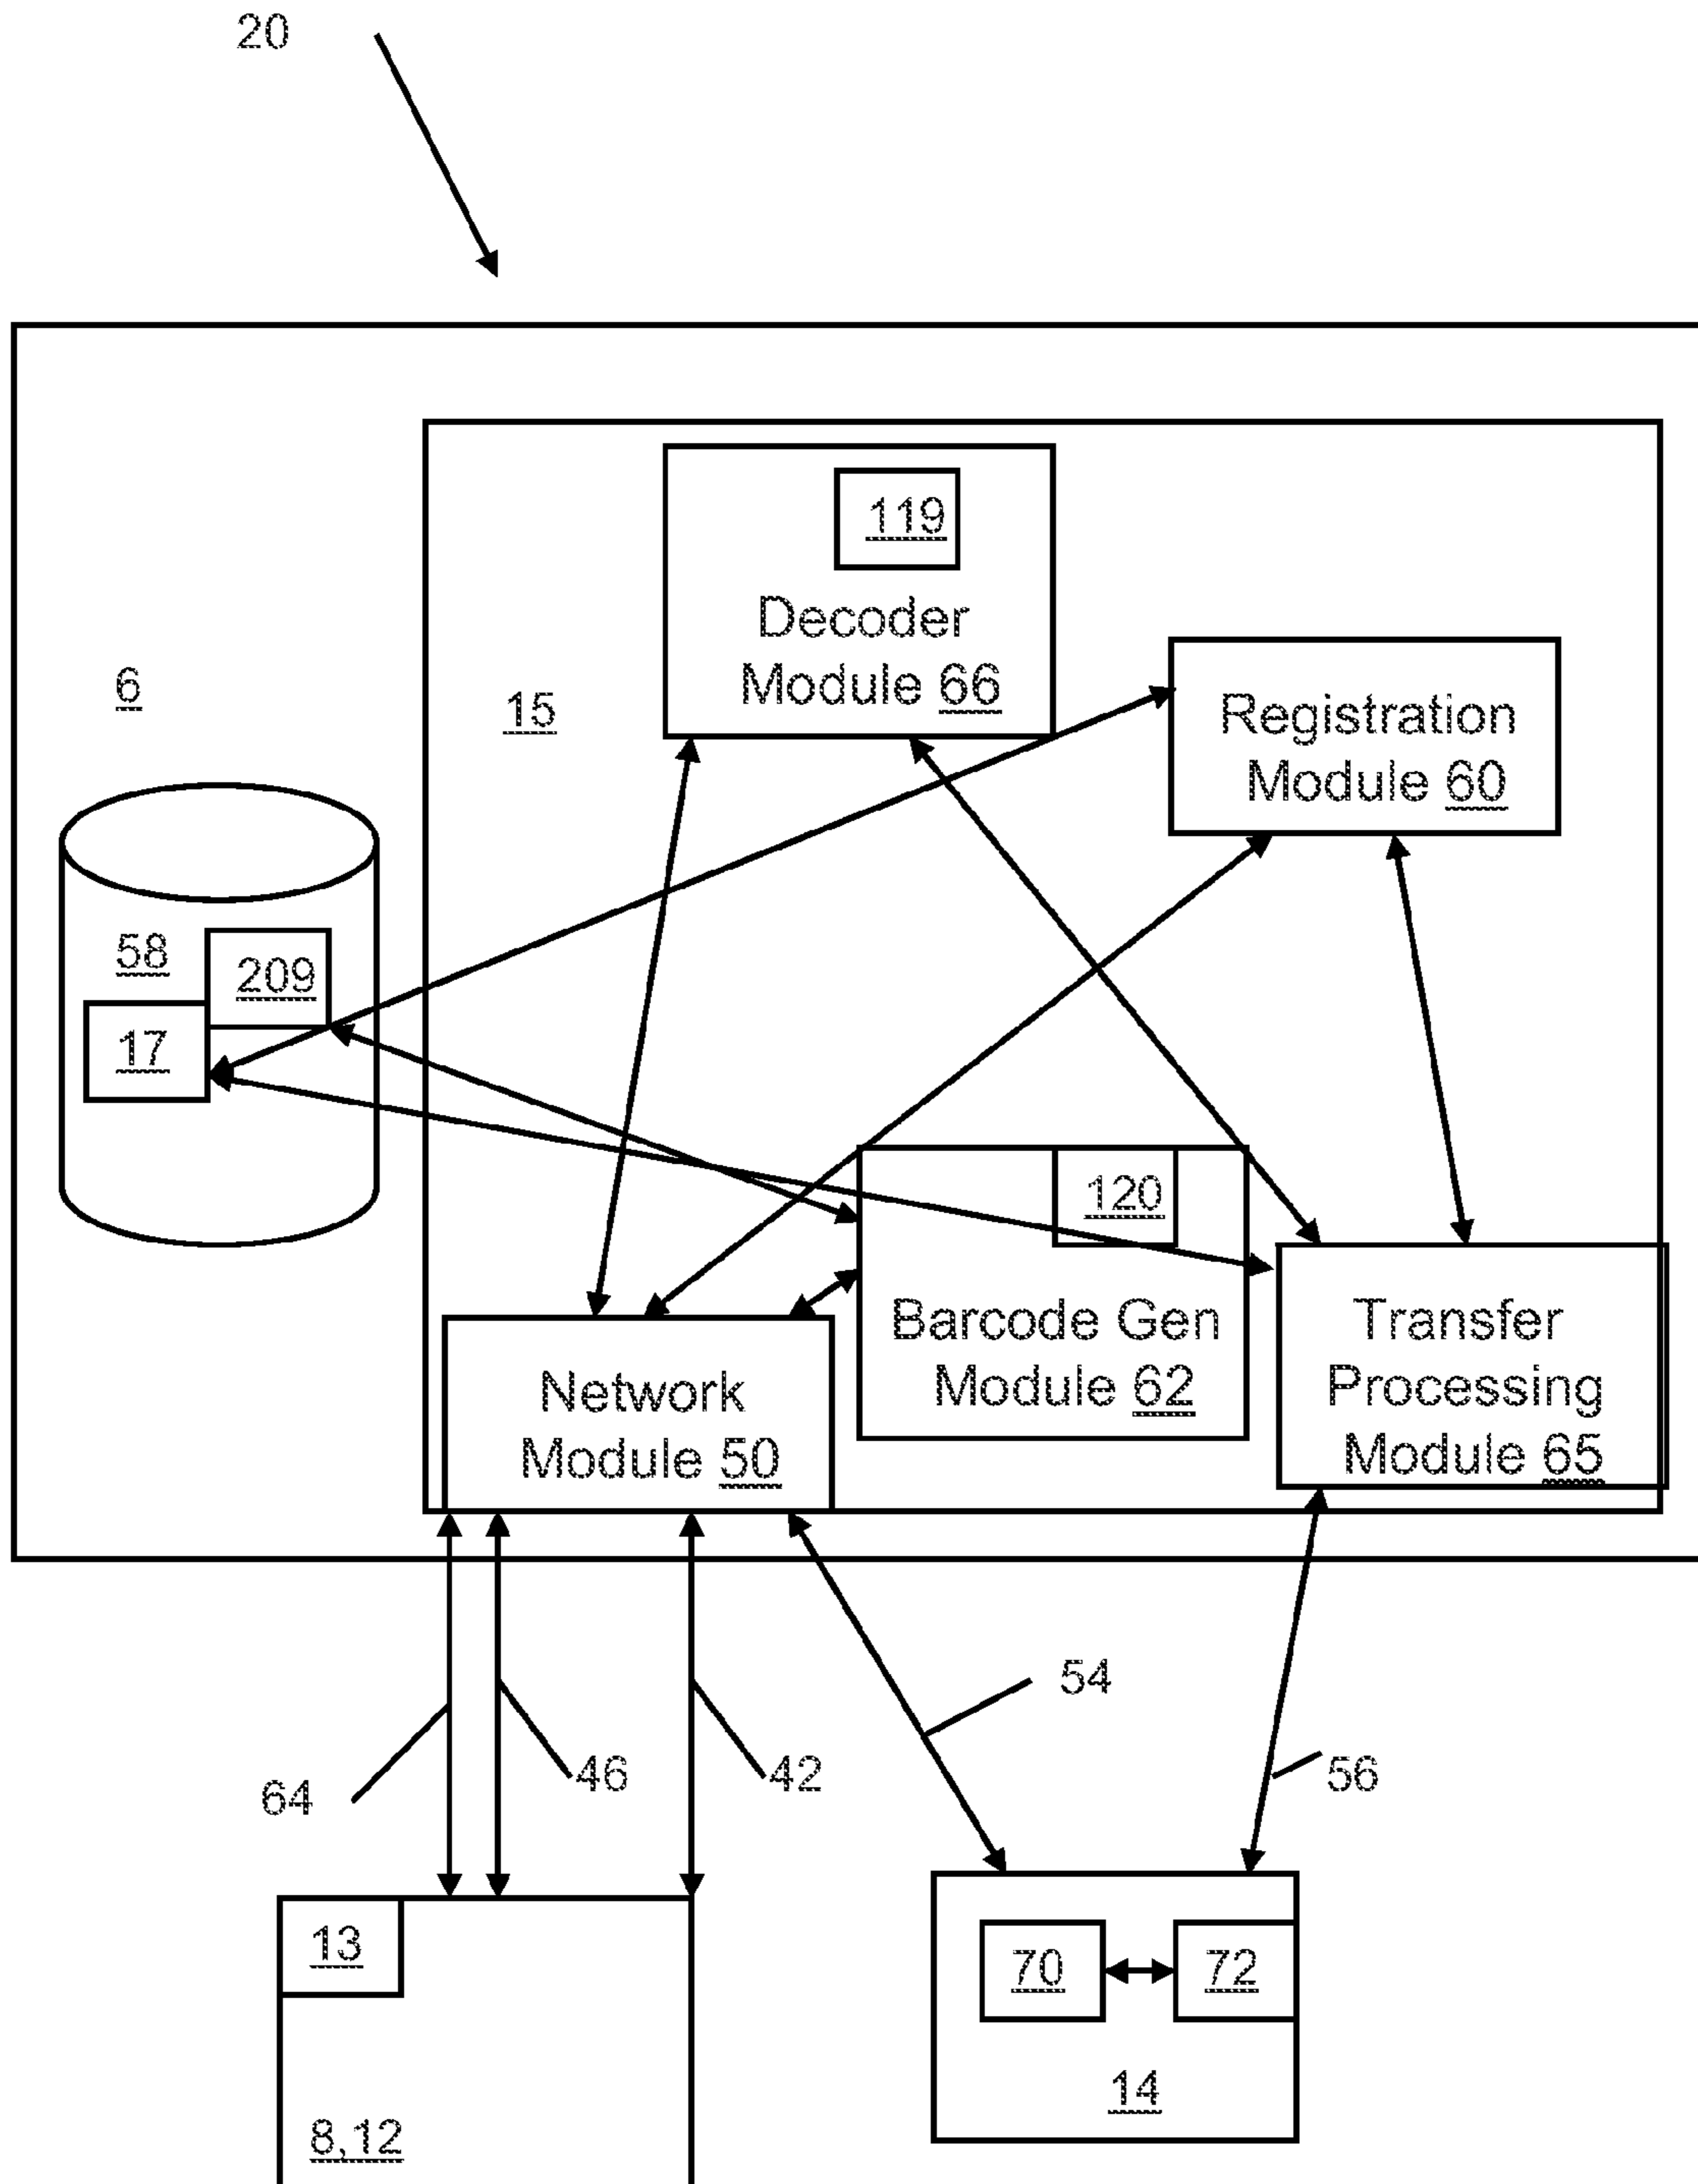 20
119
Decoder
Module 66
6
15
Registration
Module 60
58
209
17
120
Barcode Gen
Module 62
Transfer
Processing
Module 65
Network
Module 50
54
64
46
42
56
13
70
72
14
8,12